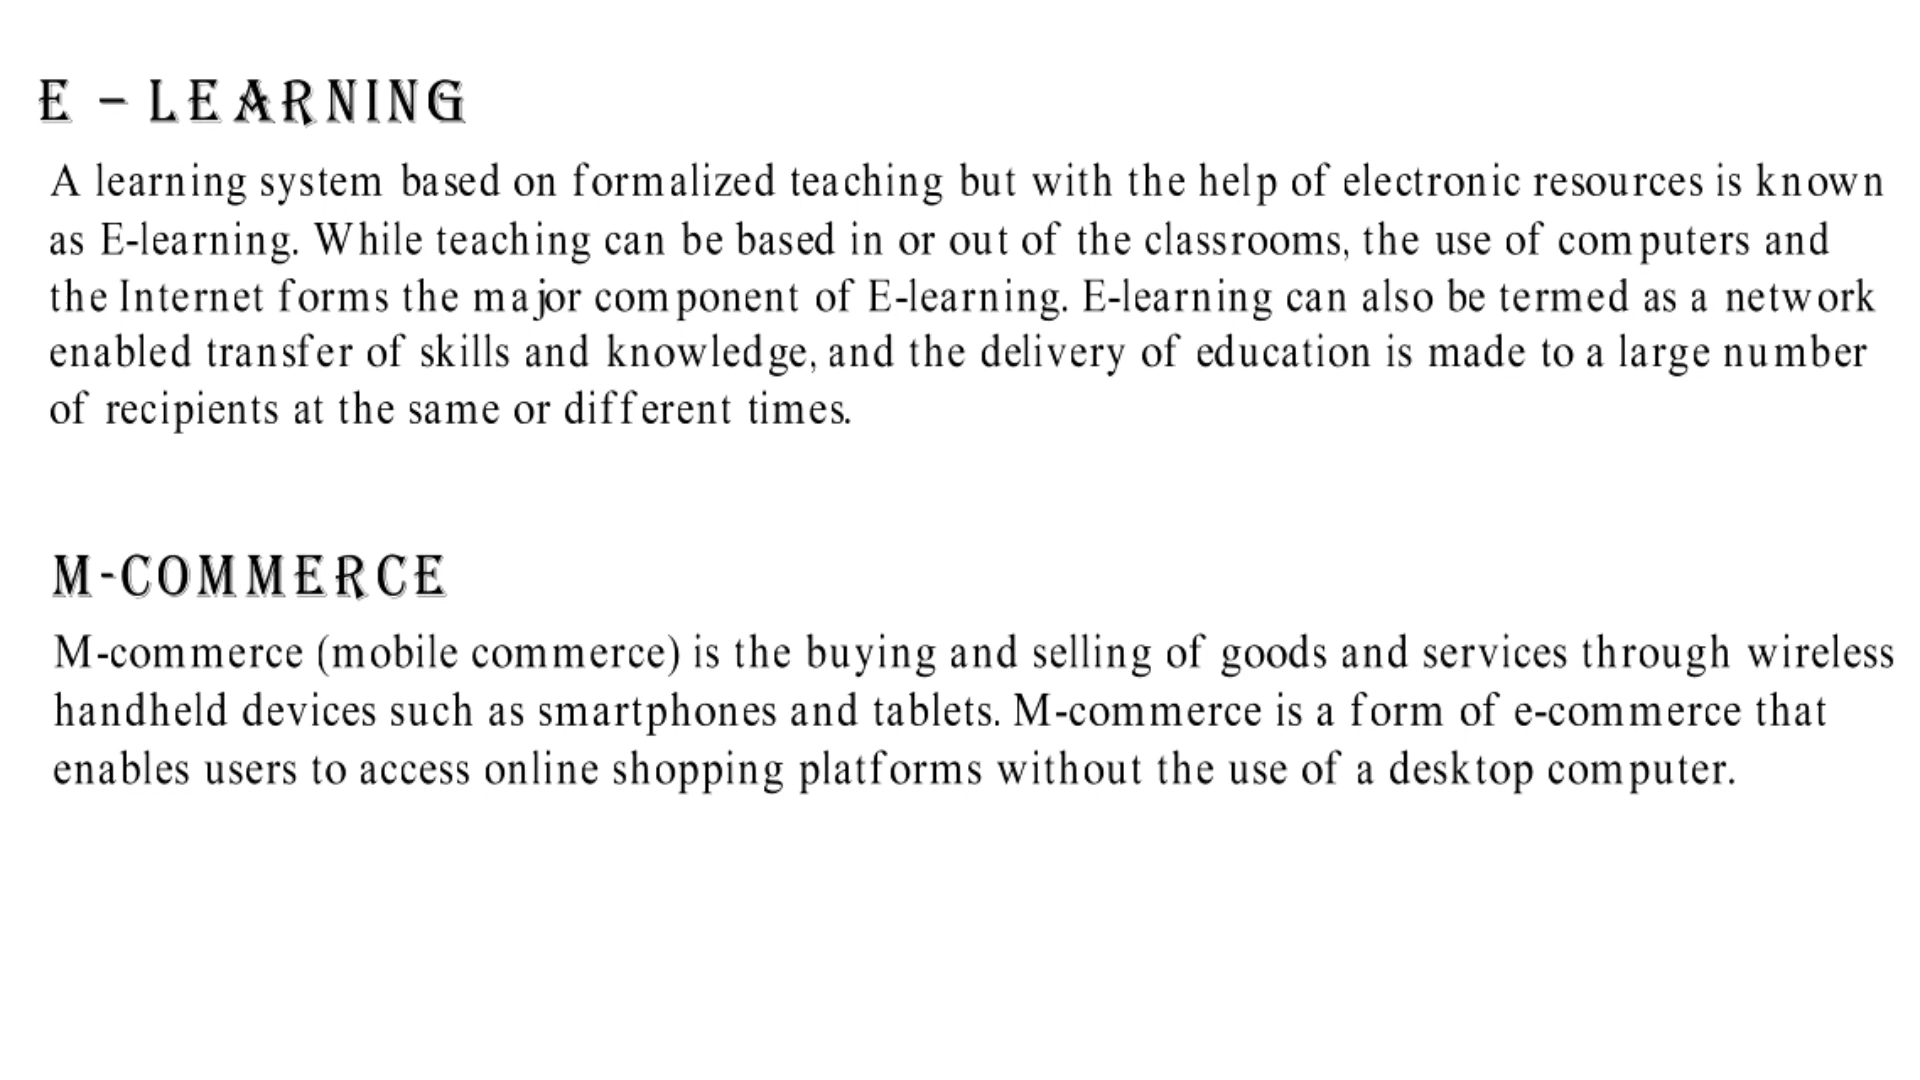 E – LEARNING
A learning system based on formalized teaching but with the help of electronic resources is known
as E-learning. While teaching can be based in or out of the classrooms, the use of computers and
the Internet forms the major component of E-learning. E-learning can also be termed as a network
enabled transfer of skills and knowledge, and the delivery of education is made to a large number
of recipients at the same or different times.
M-COMMERCE
M-commerce (mobile commerce) is the buying and selling of goods and services through wireless
handheld devices such as smartphones and tablets. M-commerce is a form of e-commerce that
enables users to access online shopping platforms without the use of a desktop computer.